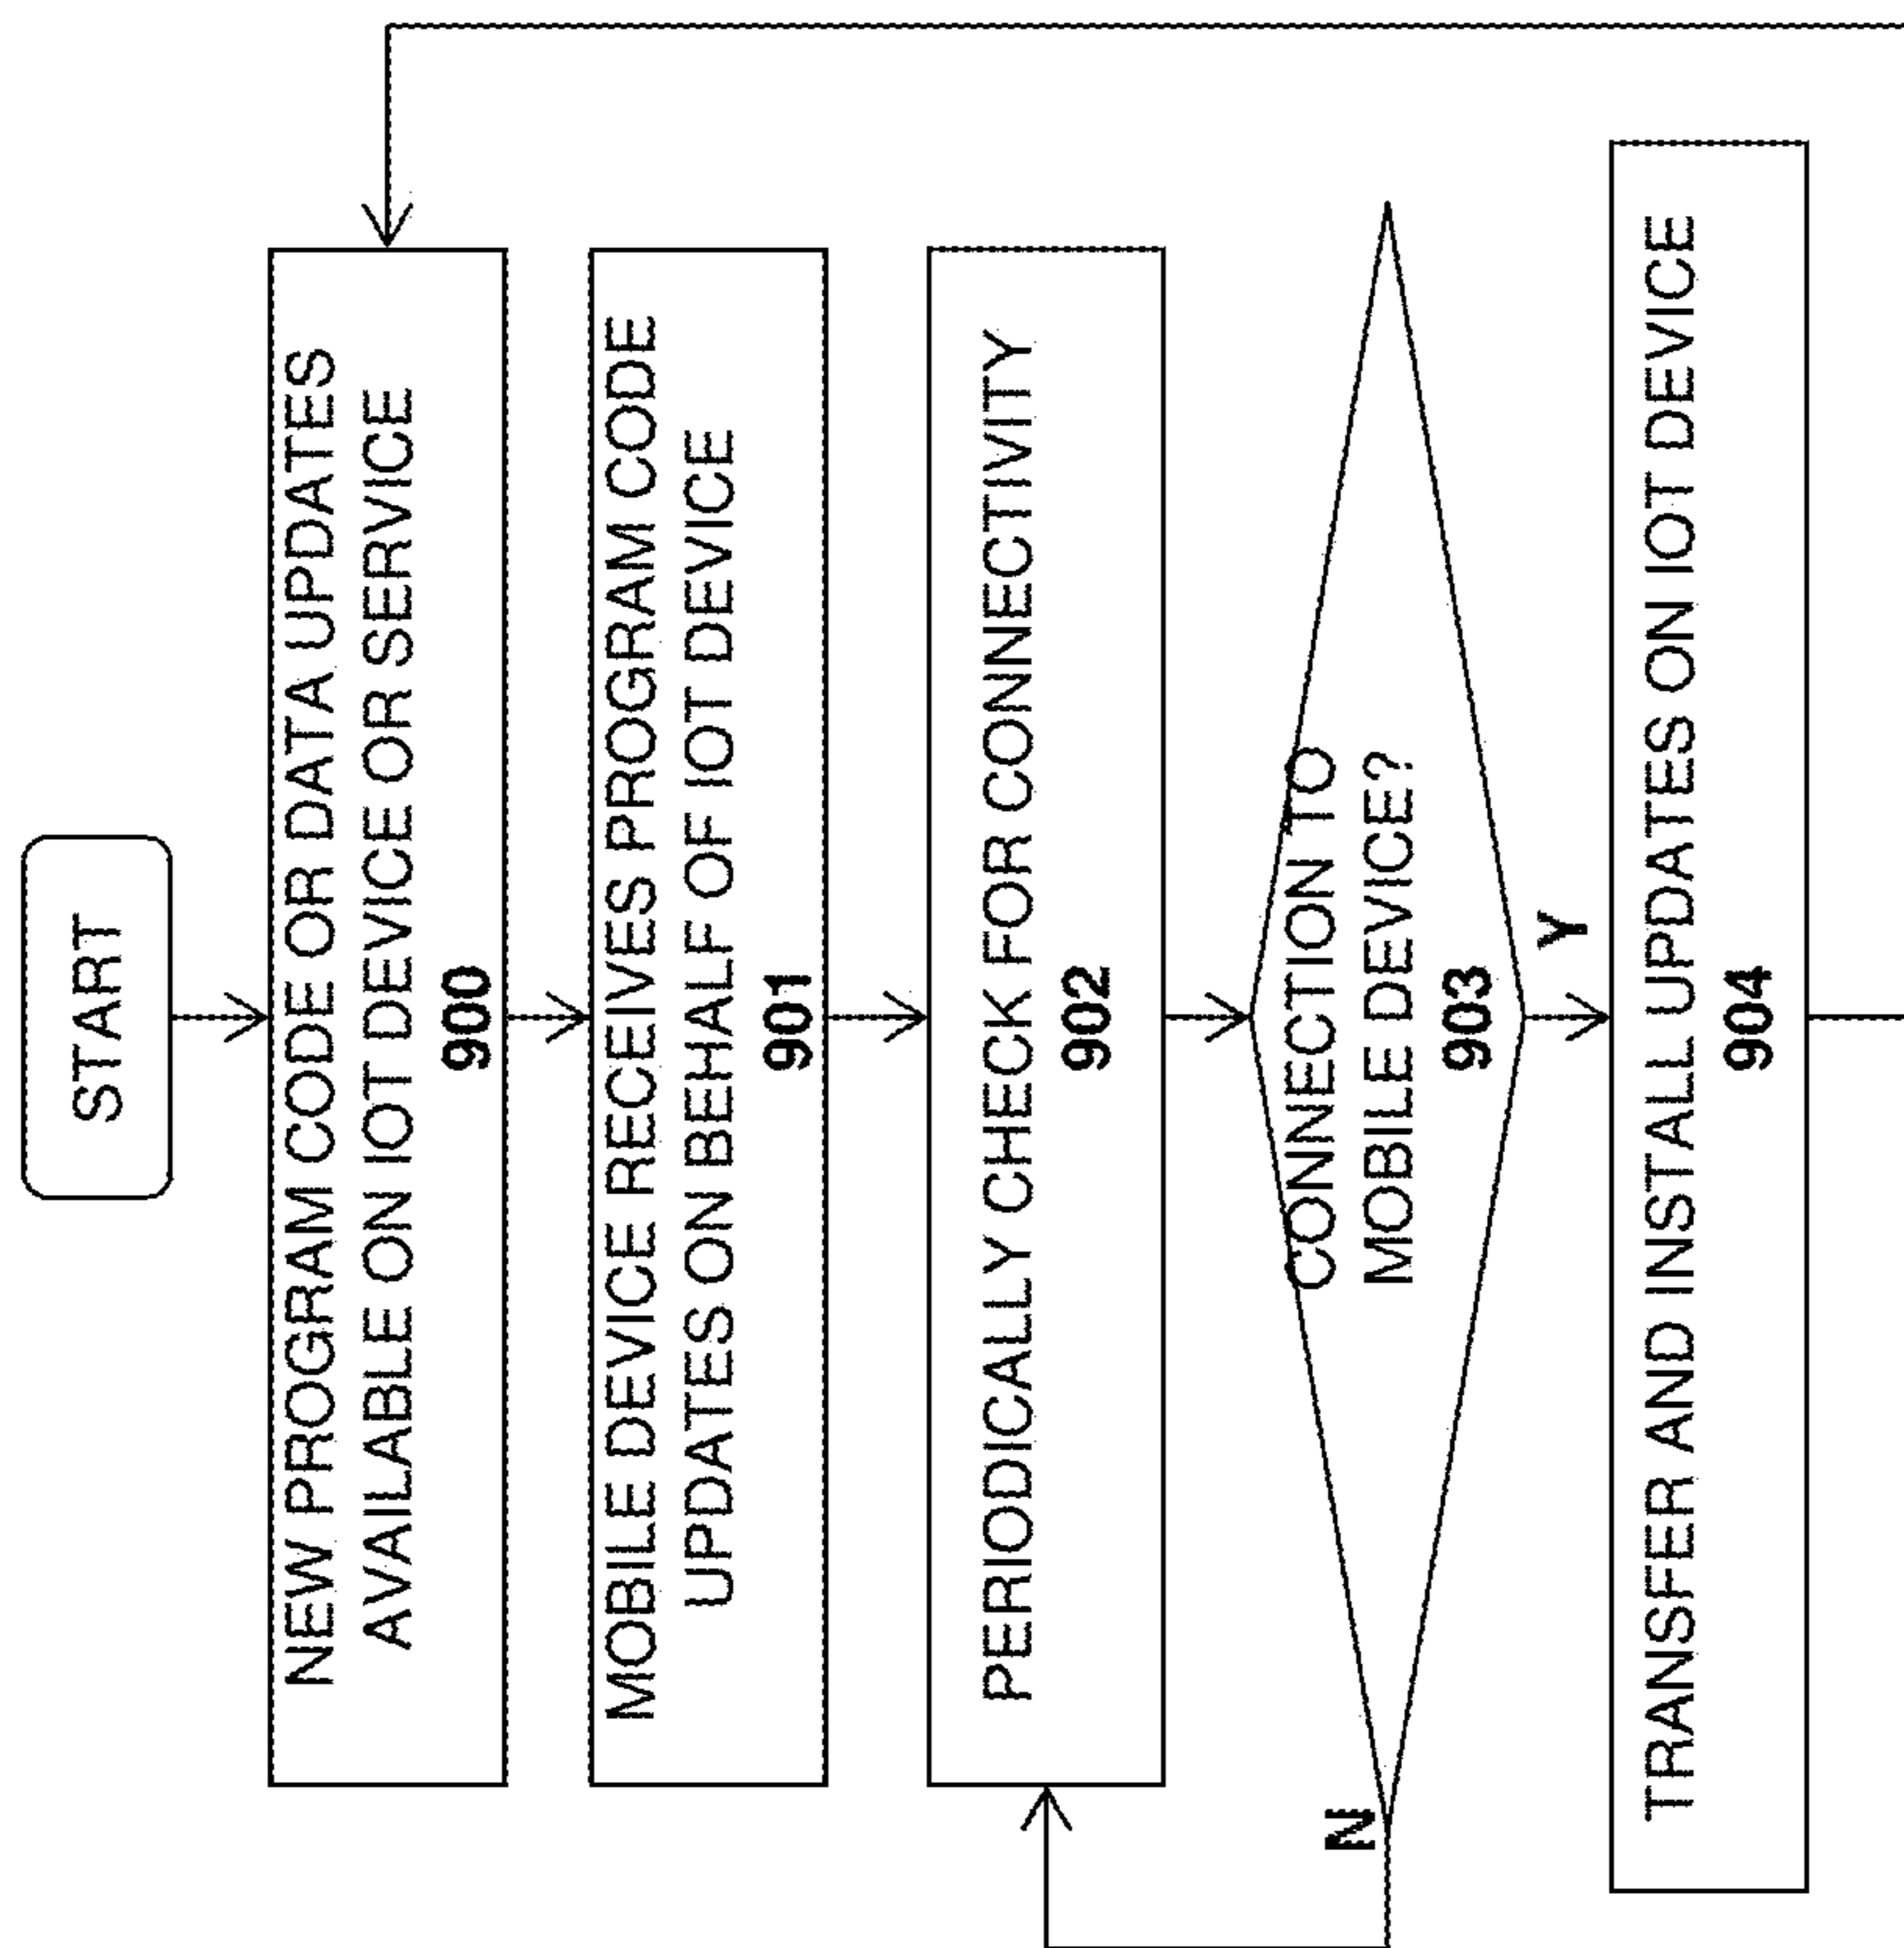 START
NEW PROGRAM CODE OR DATA UPDATES
AVAILABLE ON IOT DEVICE OR SERVICE
900
MOBILE DEVICE RECEIVES PROGRAM CODE
UPDATES ON BEHALF OF IOT DEVICE
901
PERIODICALLY CHECK FOR CONNECTIVITY
902
CONNECTION TO
MOBILE DEVICE?
903
N
Y
TRANSFER AND INSTALL UPDATES ON IOT DEVICE
904